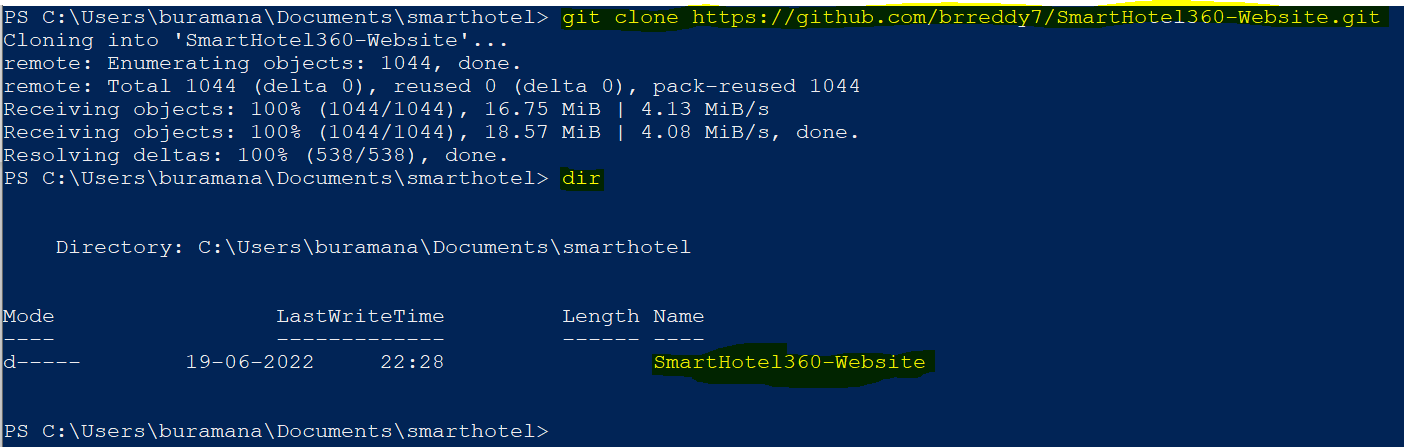 PS C:\Users\buramana\Documents\smarthotel> git clone https://github.com/brreddy7/SmartHotel360-Website.git
Cloning into 'SmartHotel360-Website'...
remote: Enumerating objects: 1044, done.
remote: Total 1044 (delta 0), reused 0 (delta 0), pack-reused 1044
Receiving objects: 100% (1044/1044), 16.75 MiB | 4.13 MiB/s
Receiving objects: 100% (1044/1044), 18.57 MiB | 4.08 MiB/s, done.
Resolving deltas: 100% (538/538), done.
PS C:\Users\buramana\Documents\smarthotel> dir
    Directory: C:\Users\buramana\Documents\smarthotel
Mode                 LastWriteTime         Length Name
----                 -------------         ------ ----
d-----        19-06-2022     22:28                SmartHotel360-Website
PS C:\Users\buramana\Documents\smarthotel>